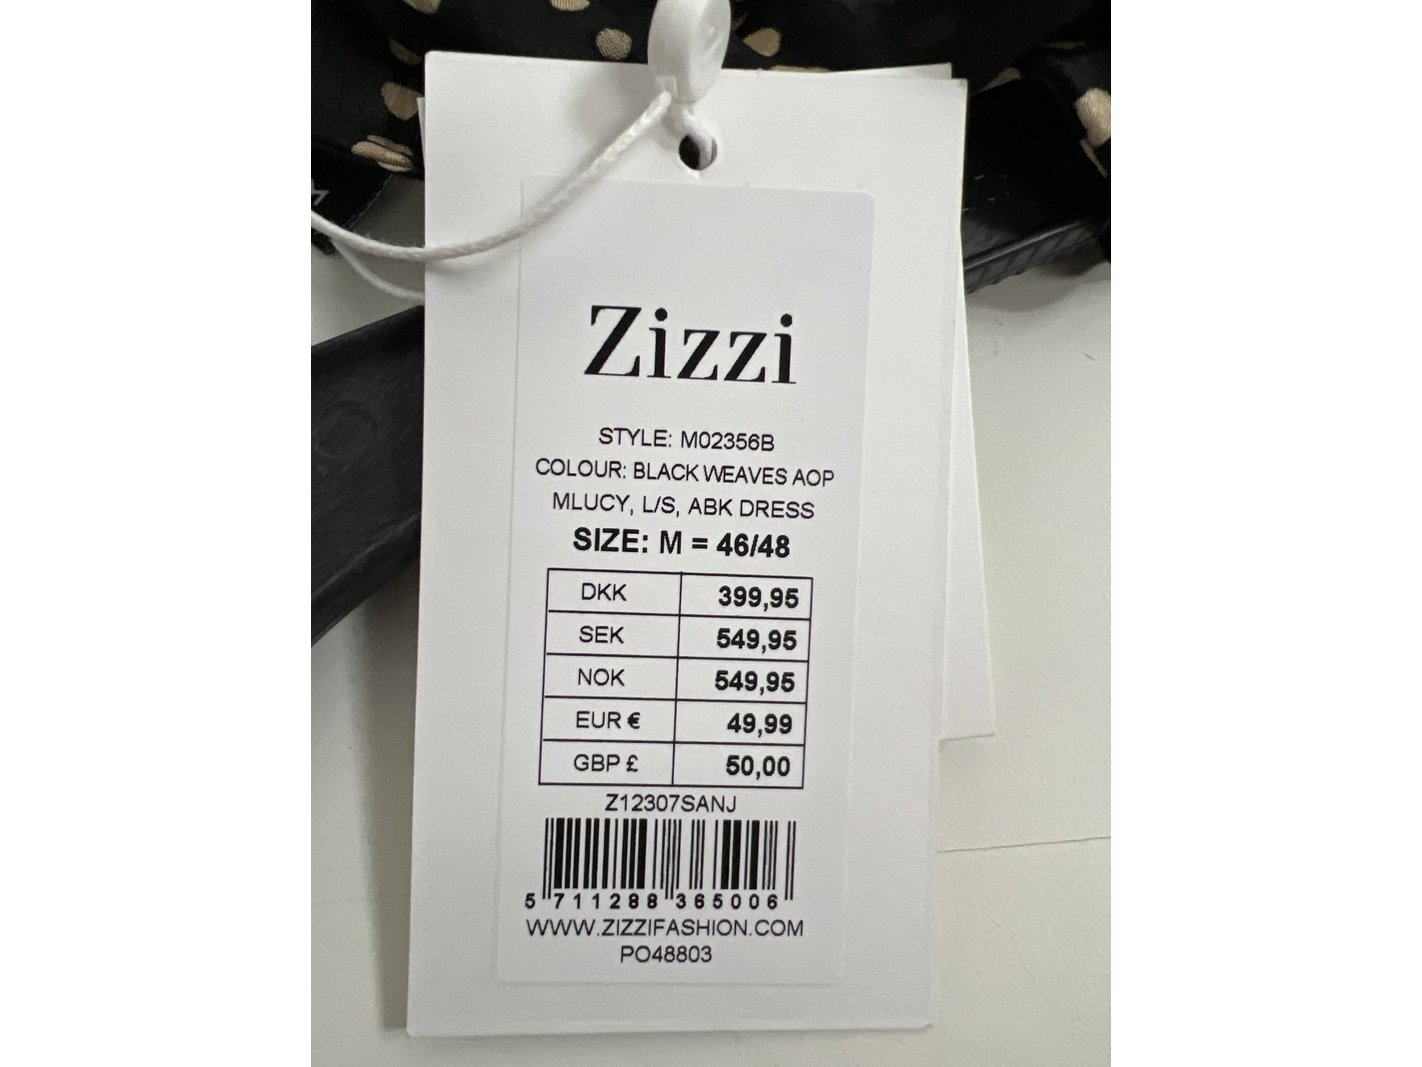 Zizzi
STYLE: M02356B
COLOUR: BLACK WEAVES AOP
MLUCY, L/S, ABK DRESS
SIZE: M = 46/48
DKK 399,95
SEK 549,95
NOK 549,95
EUR € 49,99
GBP £ 50,00
Z12307SANJ
5 711288 365006
WWW.ZIZZIFASHION.COM
PO48803